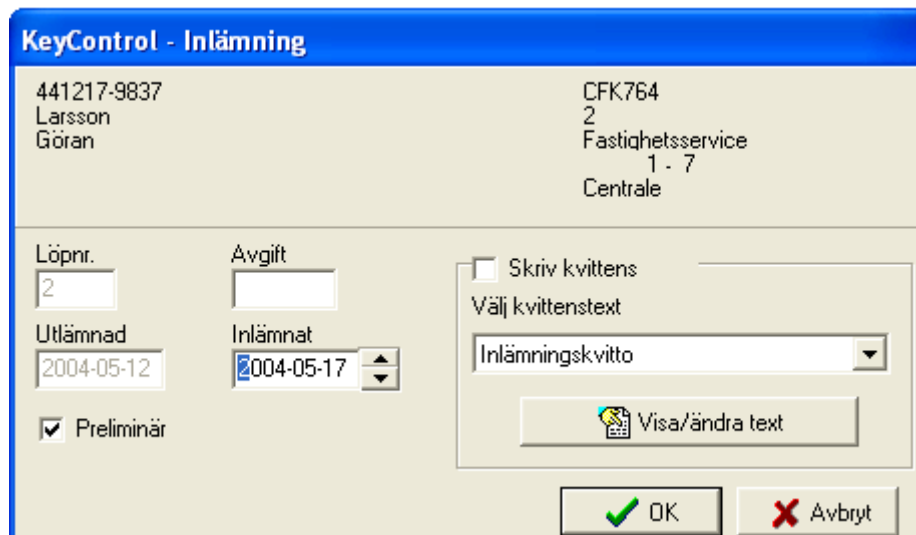 KeyControl - Inlämning
441217-9837
Larsson
Göran
CFK764
2
Fastighetsservice
1 - 7
Centrale
Löpnr.
2
Avgift
Utlämnad
2004-05-12
Inlämnat
2004-05-17
Preliminär
Skriv kvittens
Välj kvittenstext
Inlämningskvitto
Visa/ändra text
OK
Avbryt